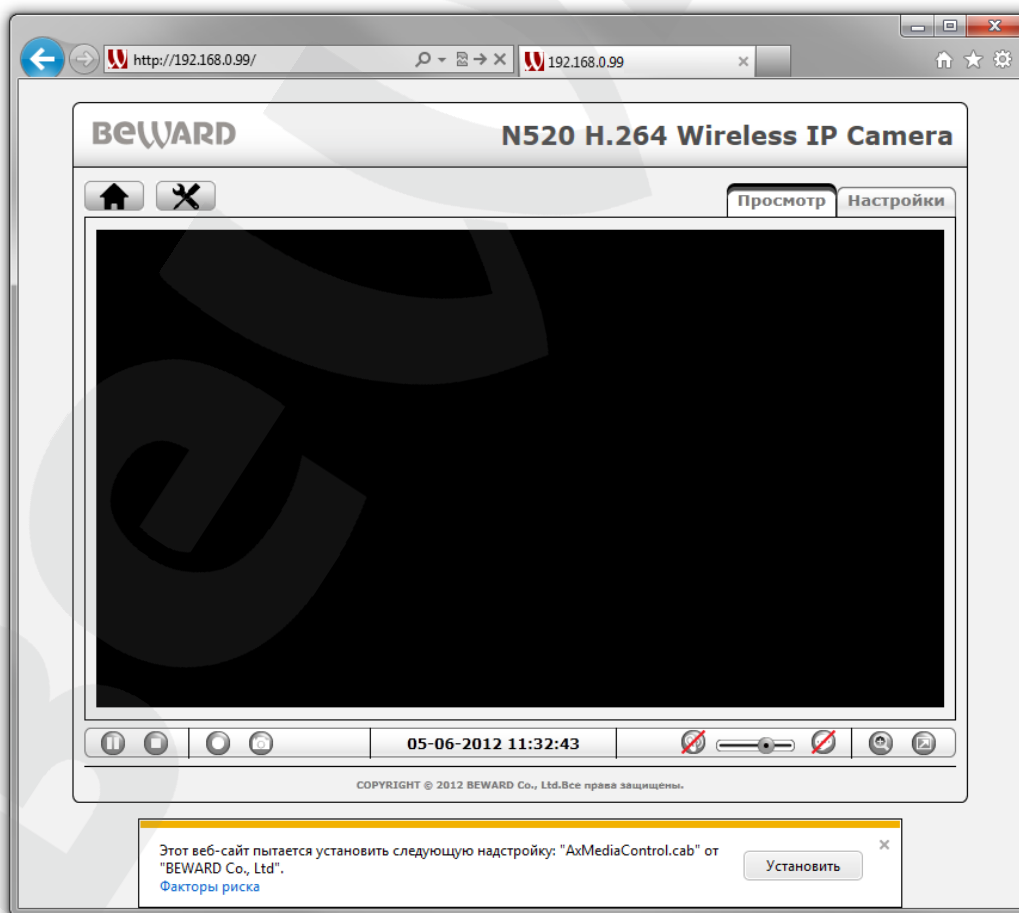 http://192.168.0.99/
192.168.0.99
BEWARD
N520 H.264 Wireless IP Camera
Просмотр
Настройки
05-06-2012 11:32:43
COPYRIGHT © 2012 BEWARD Co., Ltd.Все права защищены.
Этот веб-сайт пытается установить следующую надстройку: "AxMediaControl.cab" от
"BEWARD Co., Ltd".
Установить
Факторы риска